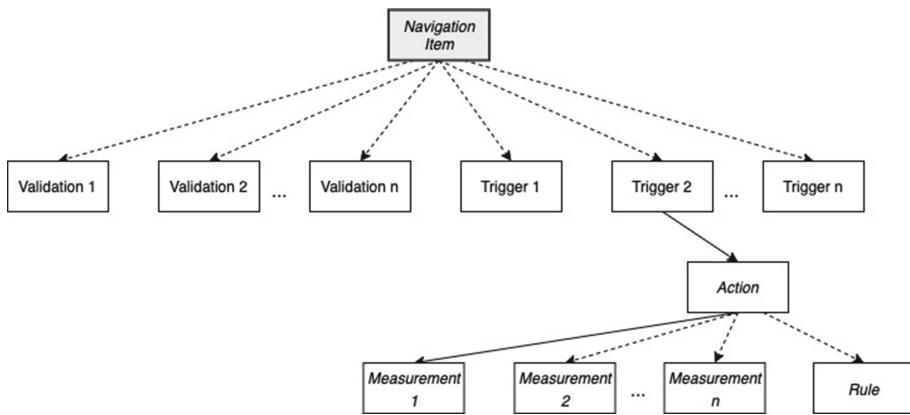 Navigation
Item
Validation 1
Validation 2
...
Validation n
Trigger 1
Trigger 2
...
Trigger n
Action
Measurement
1
Measurement
2
...
Measurement
n
Rule